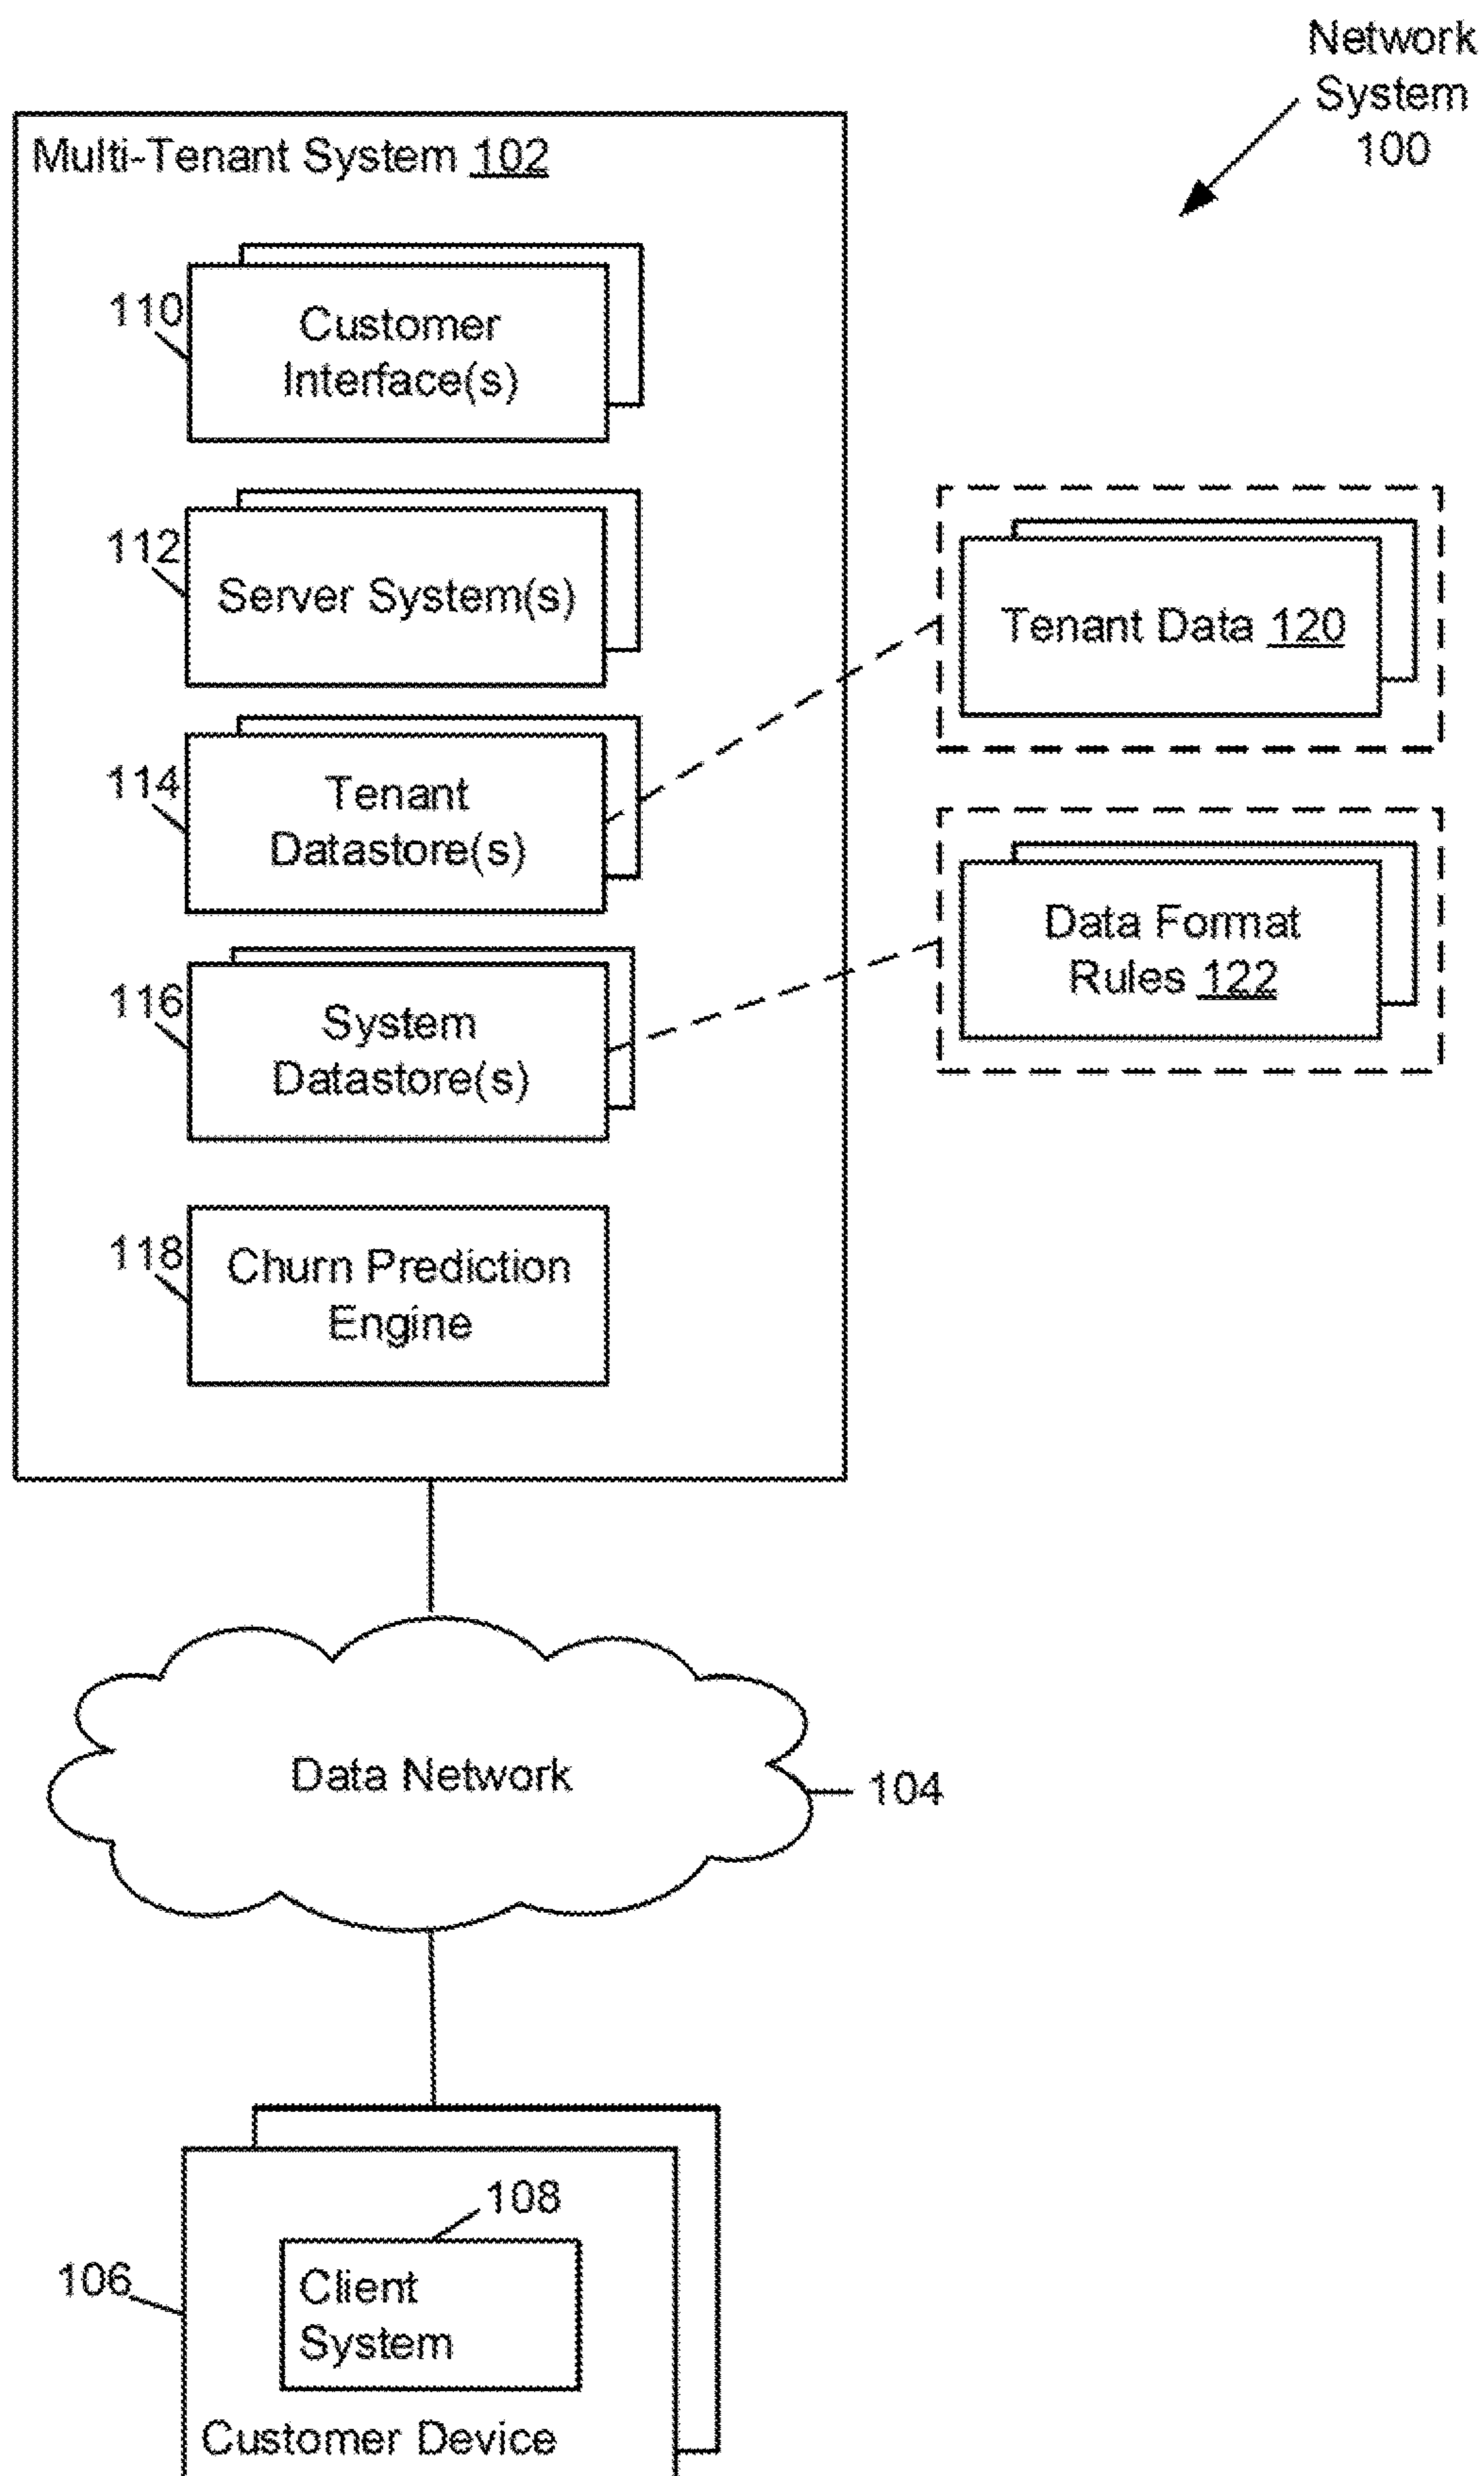 Network
System
100
Multi-Tenant System 102
110
Customer
Interface(s)
112
Server System(s)
Tenant Data 120
114
Tenant
Datastore(s)
Data Format
Rules 122
116
System
Datastore(s)
118
Churn Prediction
Engine
Data Network
104
108
106
Client
System
Customer Device